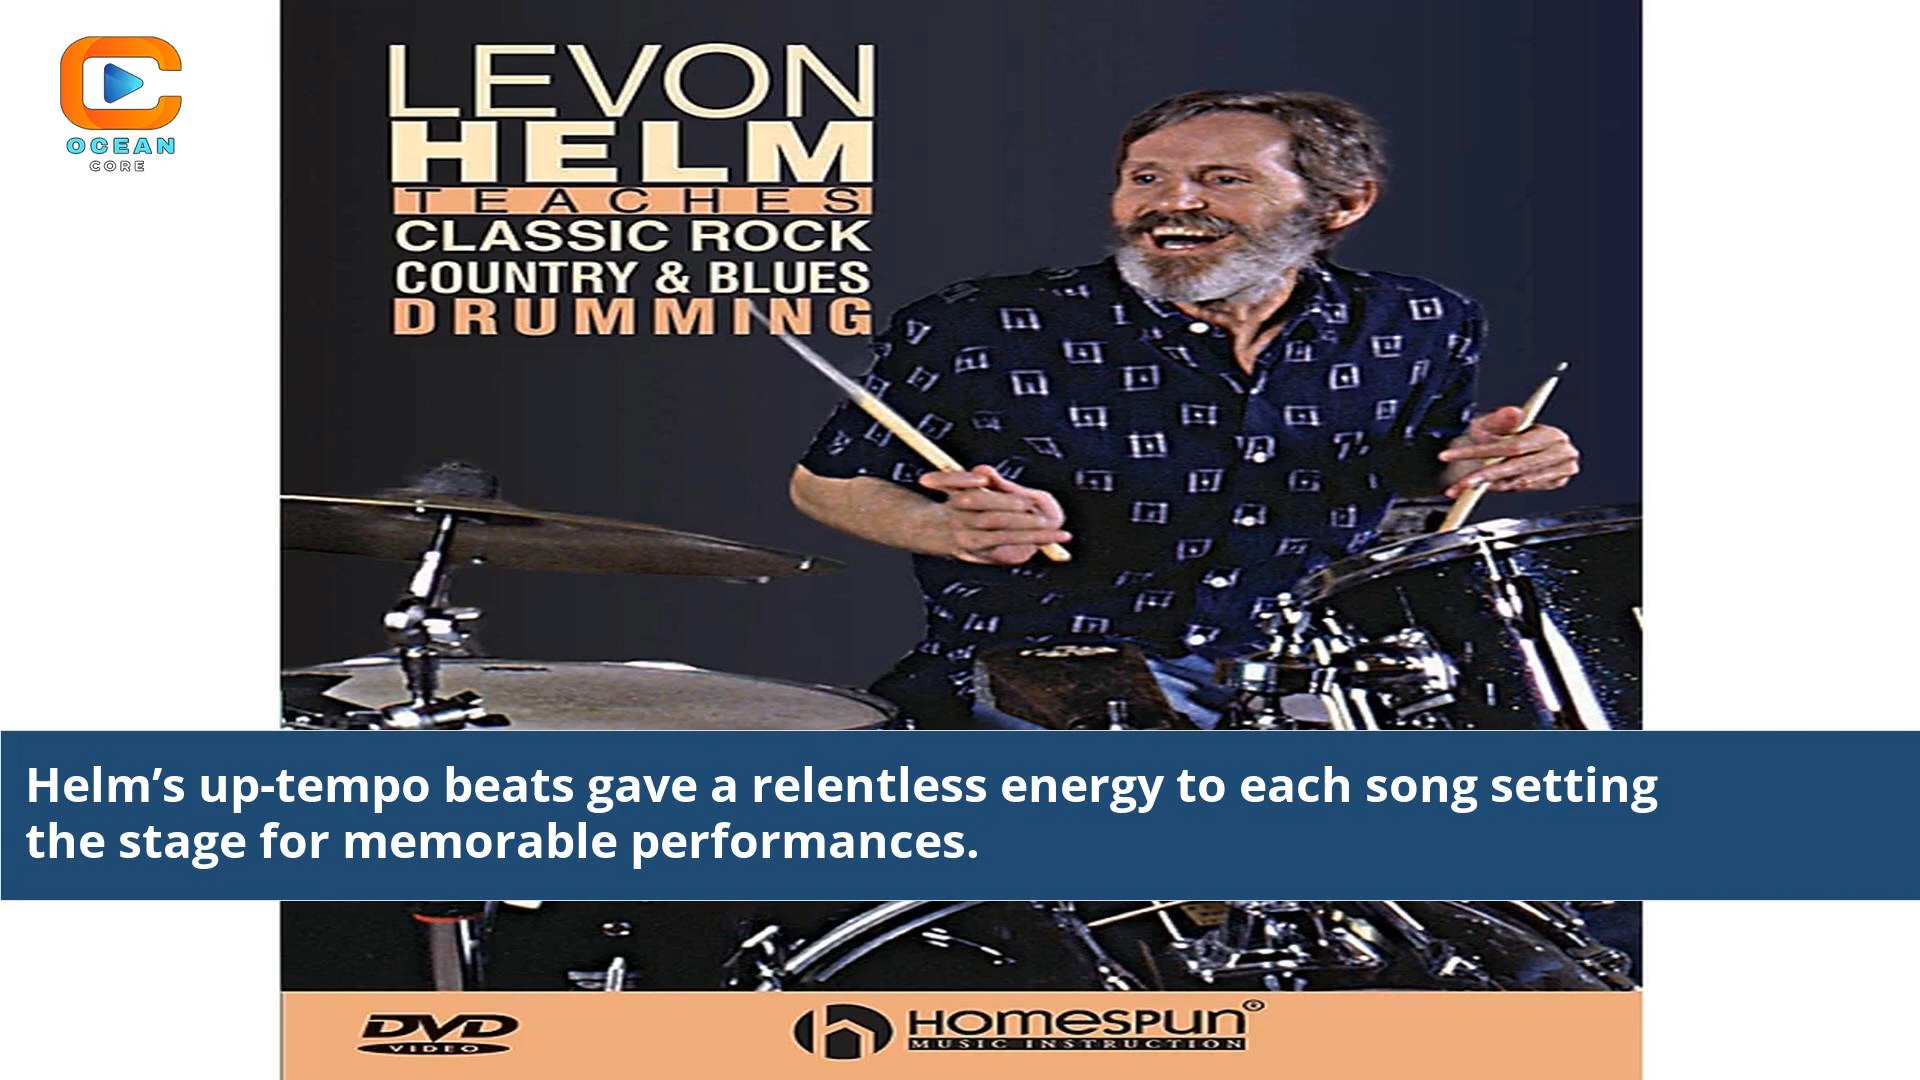 OCEAN
CORE
LEVON
HELM
TEACHES
CLASSIC ROCK
COUNTRY & BLUES
DRUMMING
Helm’s up-tempo beats gave a relentless energy to each song setting
the stage for memorable performances.
DVD
VIDEO
HOMESPUN®
MUSIC INSTRUCTION